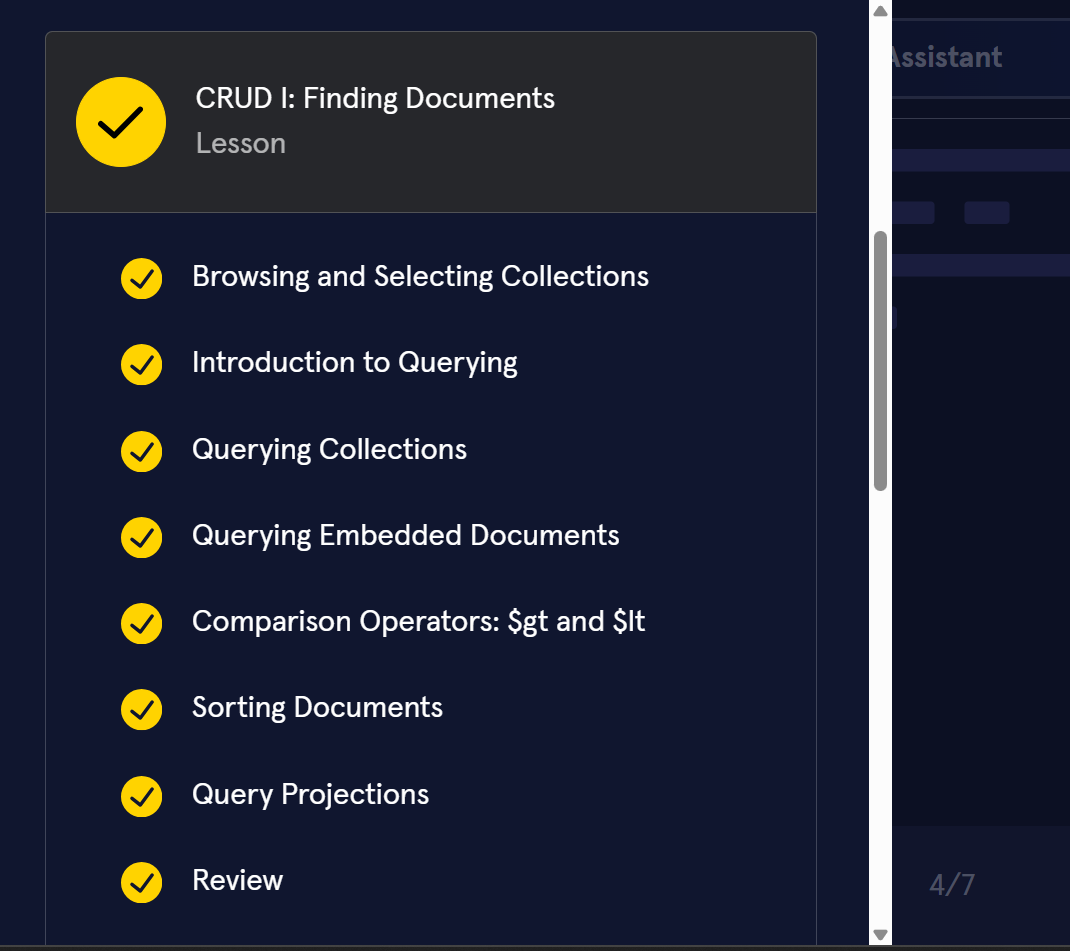 CRUD I: Finding Documents
Lesson
Browsing and Selecting Collections
Introduction to Querying
Querying Collections
Querying Embedded Documents
Comparison Operators: $gt and $lt
Sorting Documents
Query Projections
Review
Assistant
4/7